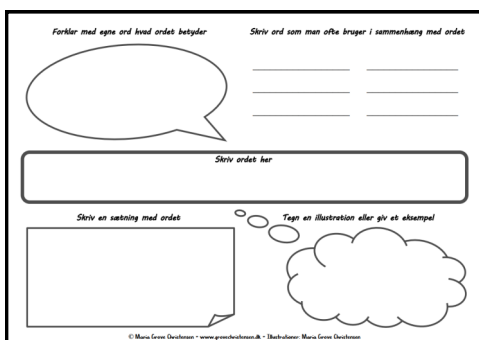 Forklar med egne ord hvad ordet betyder
Skriv ord som man ofte bruger i sammenhæng med ordet
Skriv ordet her
Skriv en sætning med ordet
Tegn en illustration eller giv et eksempel
© Maria Grove Christensen - www.grovechristensen.dk - Illustrationer: Maria Grove Christensen